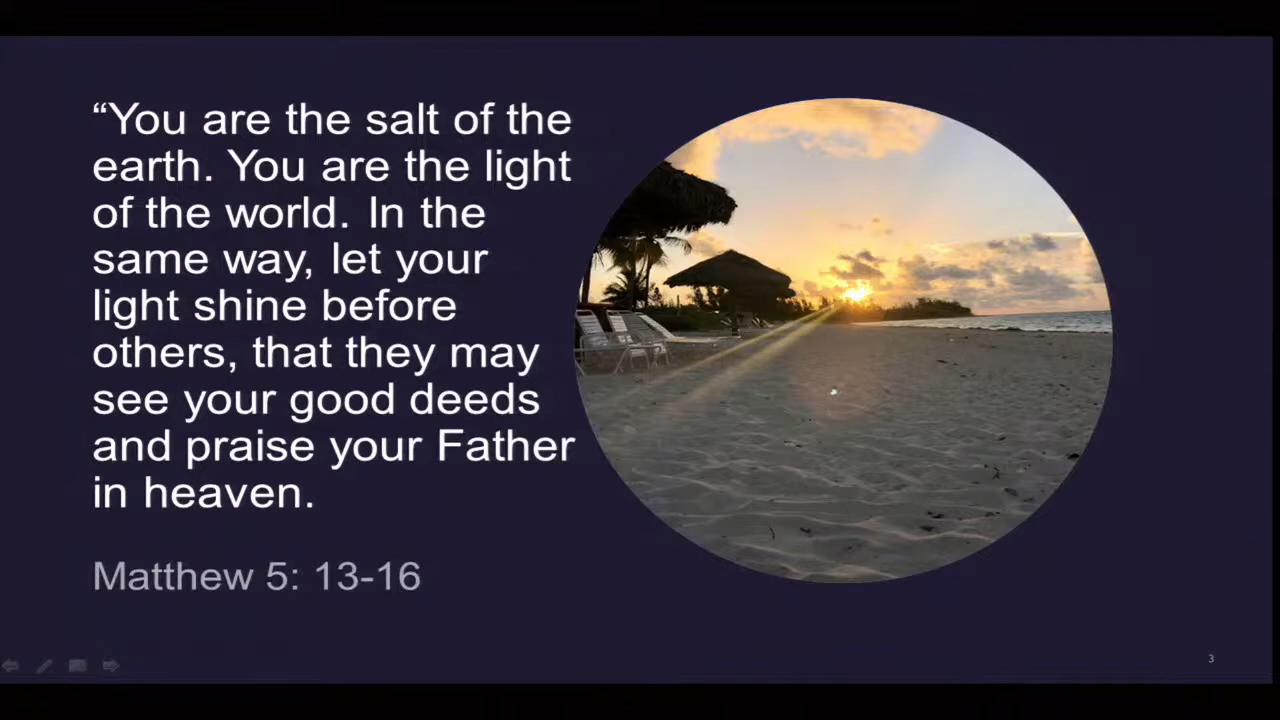 “You are the salt of the
earth. You are the light
of the world. In the
same way, let your
light shine before
others, that they may
see your good deeds
and praise your Father
in heaven.
Matthew 5: 13-16
3